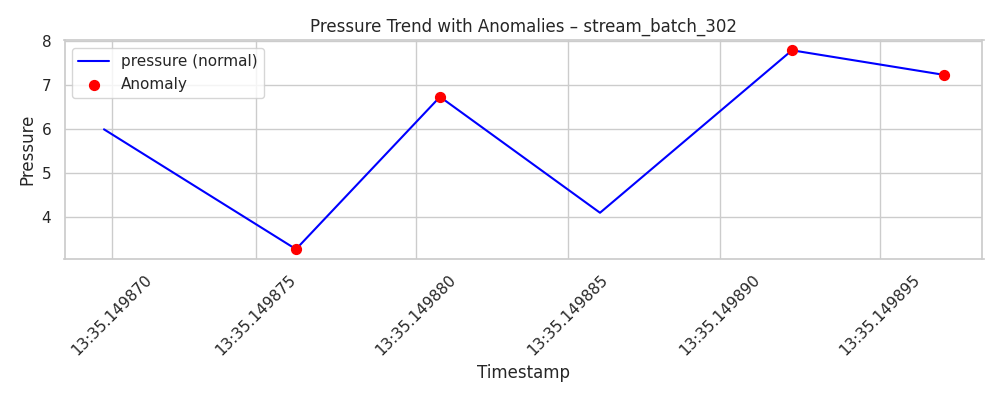 Pressure Trend with Anomalies – stream_batch_302
pressure (normal)
Anomaly
Pressure
8
7
6
5
4
13:35.149870
13:35.149875
13:35.149880
13:35.149885
13:35.149890
13:35.149895
Timestamp